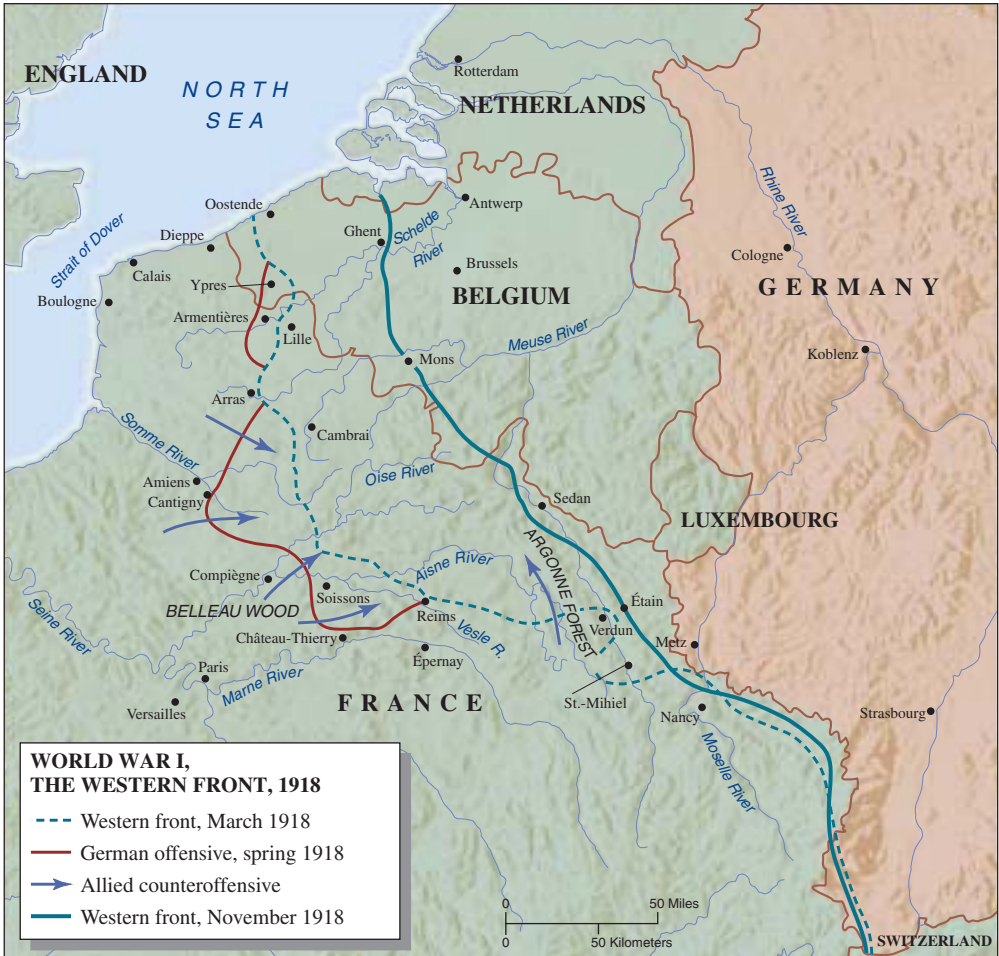 ENGLAND
NORTH
SEA
Rotterdam
NETHERLANDS
Rhine River
Oostende
Antwerp
Strait of Dover
Dieppe
Ghent
Schelde
River
Calais
Cologne
Brussels
Ypres
Boulogne
BELGIUM
GERMANY
Armentières
Lille
Meuse River
Koblenz
Mons
Arras
Somme River
Cambrai
Oise River
Amiens
Cantigny
Sedan
LUXEMBOURG
ARGONNE FOREST
Aisne River
Compiègne
Soissons
BELLEAU WOOD
Étain
Reims
Verdun
Seine River
Vesle R.
Château-Thierry
Metz
Épernay
Paris
Marne River
St.-Mihiel
FRANCE
Versailles
Nancy
Strasbourg
Moselle River
WORLD WAR I,
THE WESTERN FRONT, 1918
Western front, March 1918
German offensive, spring 1918
Allied counteroffensive
Western front, November 1918
0 50 Miles
0 50 Kilometers
SWITZERLAND